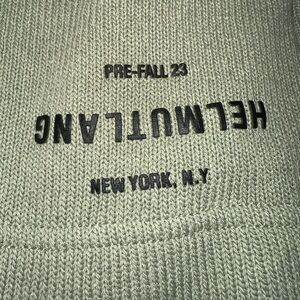 PRE-FALL 23
HELMUTLANG
NEW YORK, N.Y